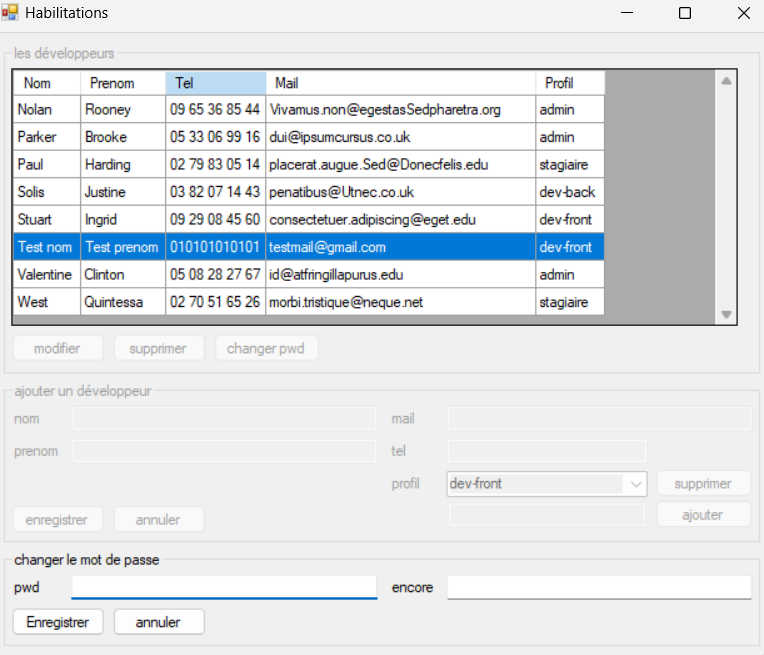 Habilitations
les développeurs
Nom Prenom Tel Mail Profil
Nolan Rooney 09 65 36 85 44 Vivamus.non@egestasSedpharetra.org admin
Parker Brooke 05 33 06 99 16 dui@ipsumcursus.co.uk admin
Paul Harding 02 79 83 05 14 placerat.augue.Sed@Donecfelis.edu stagiaire
Solis Justine 03 82 07 14 43 penatibus@Utnec.co.uk dev-back
Stuart Ingrid 09 29 08 45 60 consectetuer.adipiscing@eget.edu dev-front
Test nom Test prenom 010101010101 testmail@gmail.com dev-front
Valentine Clinton 05 08 28 27 67 id@atfringillapurus.edu admin
West Quintessa 02 70 51 65 26 morbi.tristique@neque.net stagiaire
modifier supprimer changer pwd
ajouter un développeur
nom mail
prenom tel
profil dev-front supprimer
enregistrer annuler ajouter
changer le mot de passe
pwd encore
Enregistrer annuler